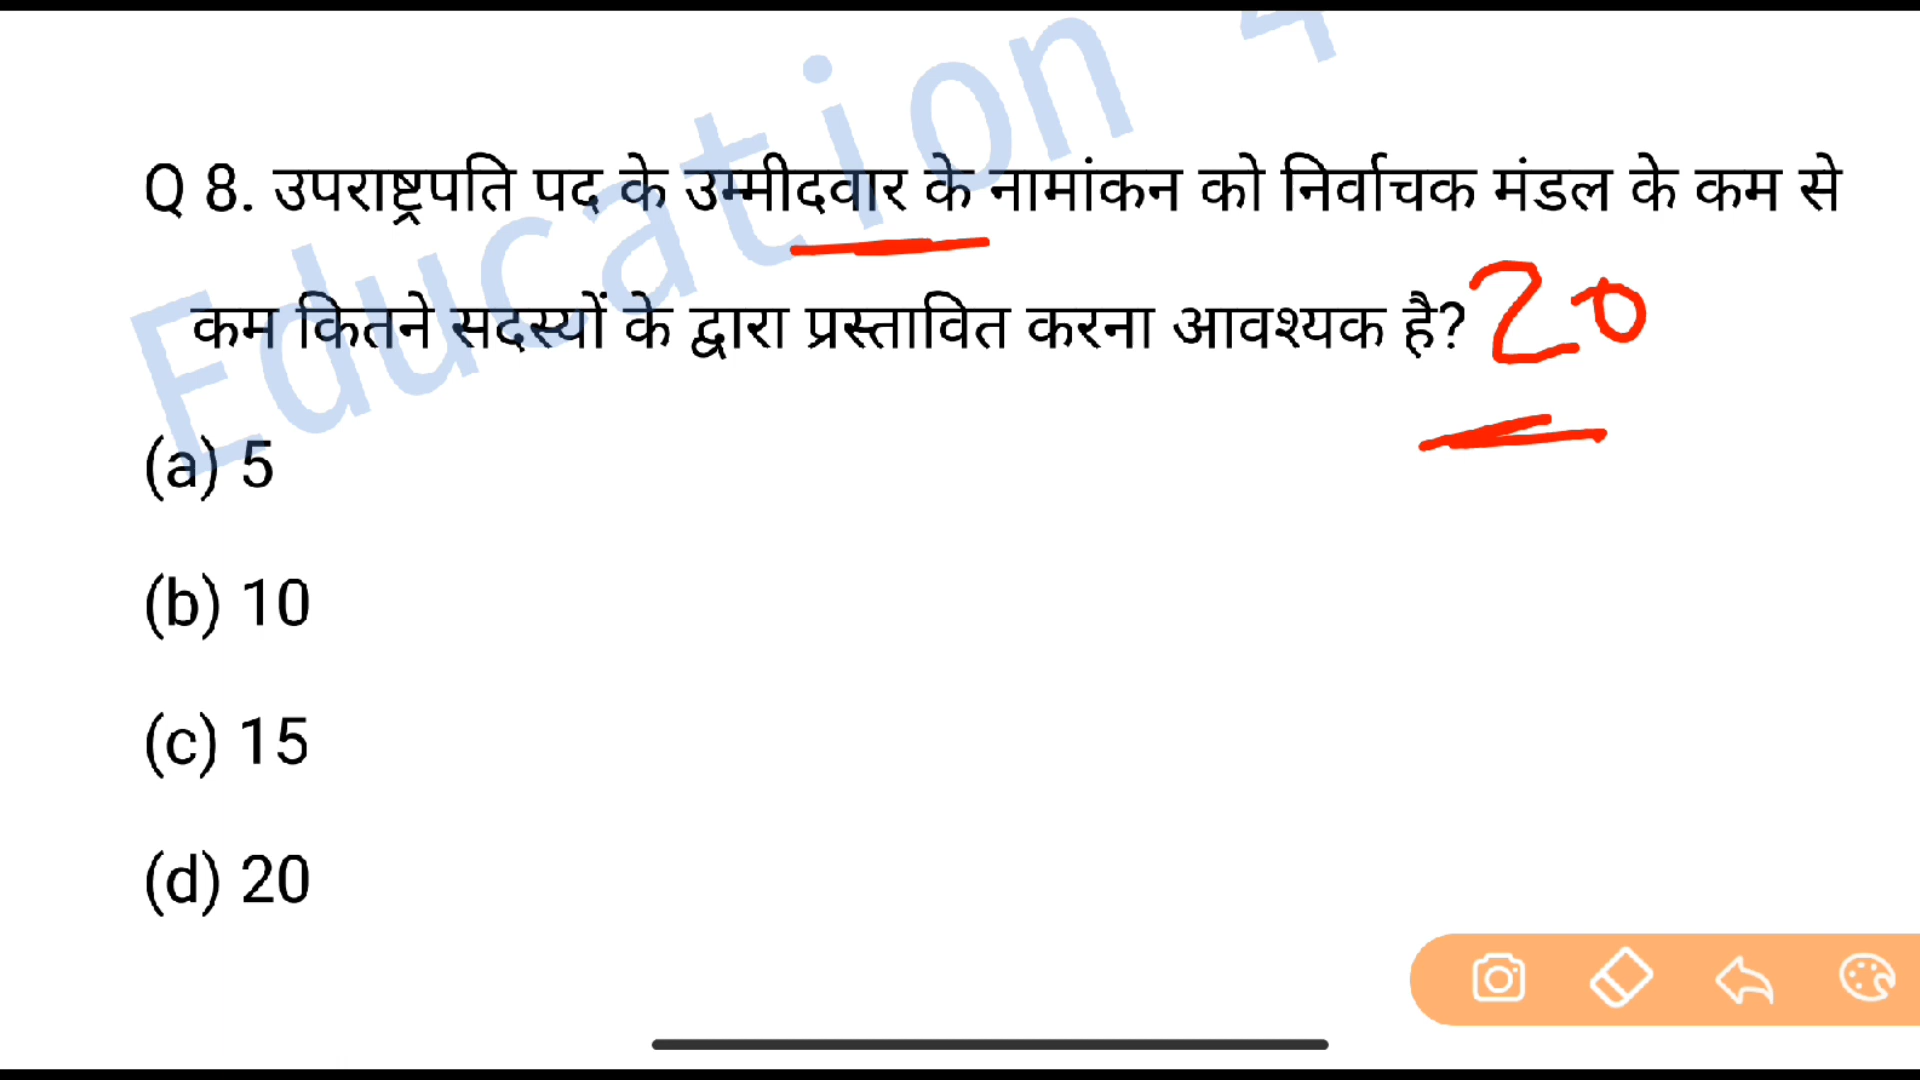 Education 4
Q 8. उपराष्ट्रपति पद के उम्मीदवार के नामांकन को निर्वाचक मंडल के कम से
कम कितने सदस्यों के द्वारा प्रस्तावित करना आवश्यक है? 20
(a) 5
(b) 10
(c) 15
(d) 20